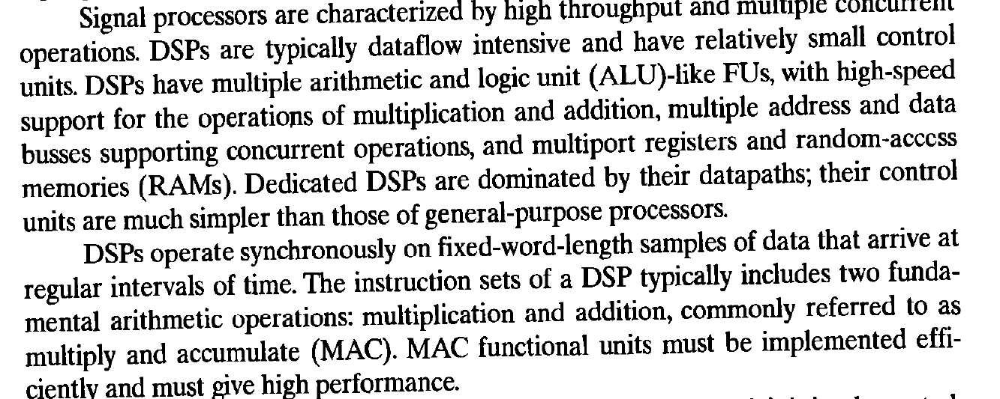 Signal processors are characterized by high throughput and multiple concurrent
operations. DSPs are typically dataflow intensive and have relatively small control
units. DSPs have multiple arithmetic and logic unit (ALU)-like FUs, with high-speed
support for the operations of multiplication and addition, multiple address and data
busses supporting concurrent operations, and multiport registers and random-access
memories (RAMs). Dedicated DSPs are dominated by their datapaths; their control
units are much simpler than those of general-purpose processors.
DSPs operate synchronously on fixed-word-length samples of data that arrive at
regular intervals of time. The instruction sets of a DSP typically includes two funda-
mental arithmetic operations: multiplication and addition, commonly referred to as
multiply and accumulate (MAC). MAC functional units must be implemented effi-
ciently and must give high performance.